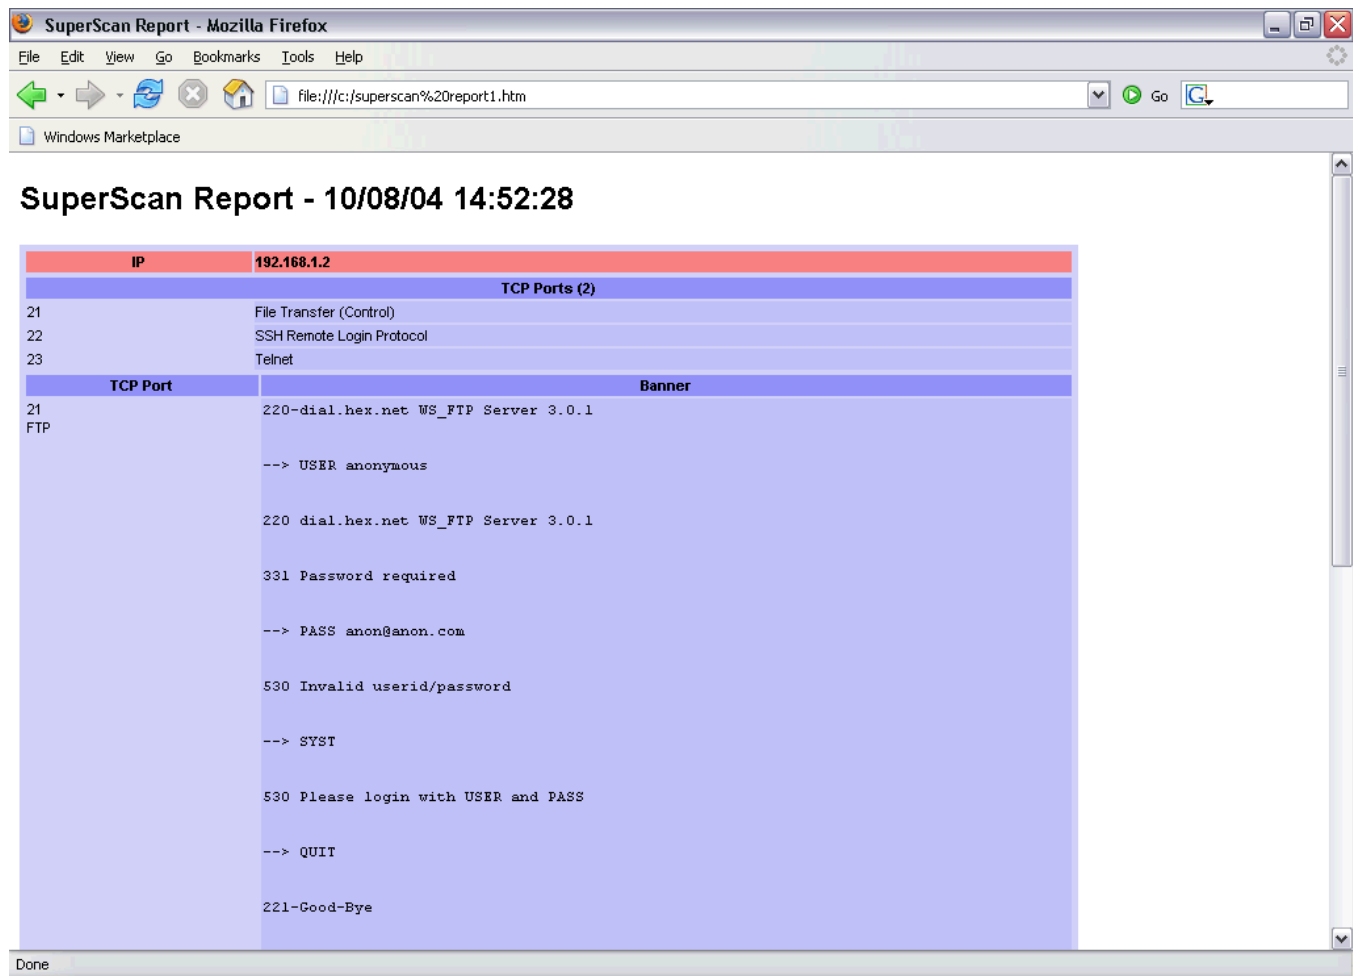 SuperScan Report - Mozilla Firefox
File Edit View Go Bookmarks Tools Help
file:///c:/superscan%20report1.htm Go G
Windows Marketplace
SuperScan Report - 10/08/04 14:52:28
IP 192.168.1.2
TCP Ports (2)
21 File Transfer (Control)
22 SSH Remote Login Protocol
23 Telnet
TCP Port Banner
21 220-dial.hex.net WS_FTP Server 3.0.1
FTP
--> USER anonymous
220 dial.hex.net WS_FTP Server 3.0.1
331 Password required
--> PASS anon@anon.com
530 Invalid userid/password
--> SYST
530 Please login with USER and PASS
--> QUIT
221-Good-Bye
Done